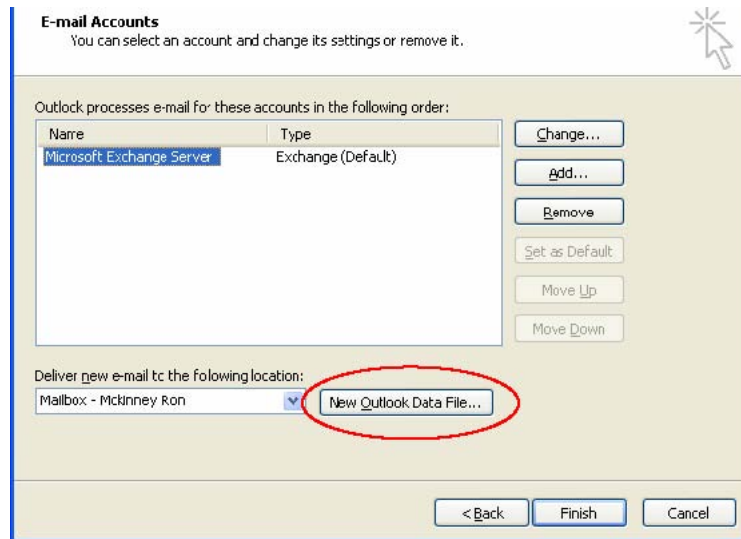 E-mail Accounts
You can select an account and change its settings or remove it.
Outlook processes e-mail for these accounts in the following order:
Name Type
Microsoft Exchange Server Exchange (Default)
Change...
Add...
Remove
Set as Default
Move Up
Move Down
Deliver new e-mail to the following location:
Mailbox - Mckinney Ron New Outlook Data File...
< Back Finish Cancel